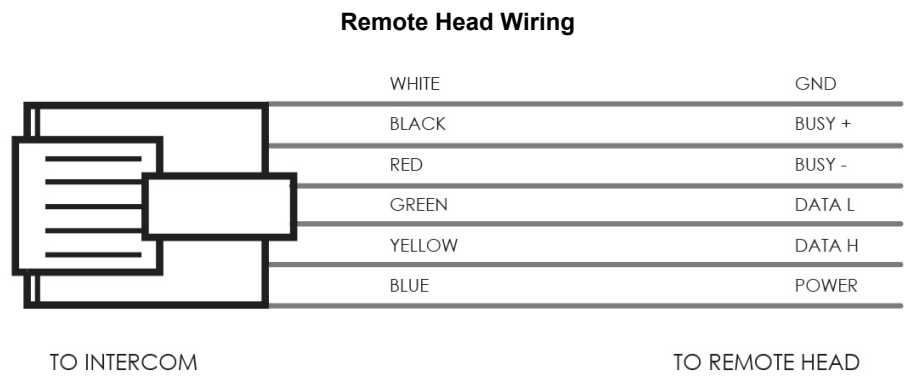 Remote Head Wiring
WHITE GND
BLACK BUSY +
RED BUSY -
GREEN DATA L
YELLOW DATA H
BLUE POWER
TO INTERCOM TO REMOTE HEAD